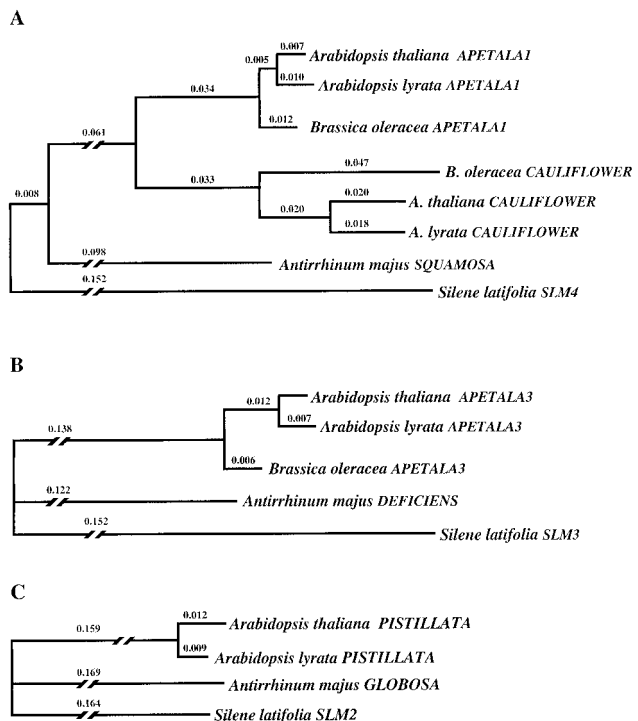 A
0.007
Arabidopsis thaliana APETALA1
0.005
0.010
Arabidopsis lyrata APETALA1
0.034
0.012
Brassica oleracea APETALA1
0.061
0.047
B. oleracea CAULIFLOWER
0.033
0.020
A. thaliana CAULIFLOWER
0.020
0.008
0.018
A. lyrata CAULIFLOWER
0.098
Antirrhinum majus SQUAMOSA
0.152
Silene latifolia SLM4
B
Arabidopsis thaliana APETALA3
0.012
0.007
Arabidopsis lyrata APETALA3
0.138
0.006
Brassica oleracea APETALA3
0.122
Antirrhinum majus DEFICIENS
0.152
Silene latifolia SLM3
C
0.012
Arabidopsis thaliana PISTILLATA
0.159
0.009
Arabidopsis lyrata PISTILLATA
0.169
Antirrhinum majus GLOBOSA
0.164
Silene latifolia SLM2